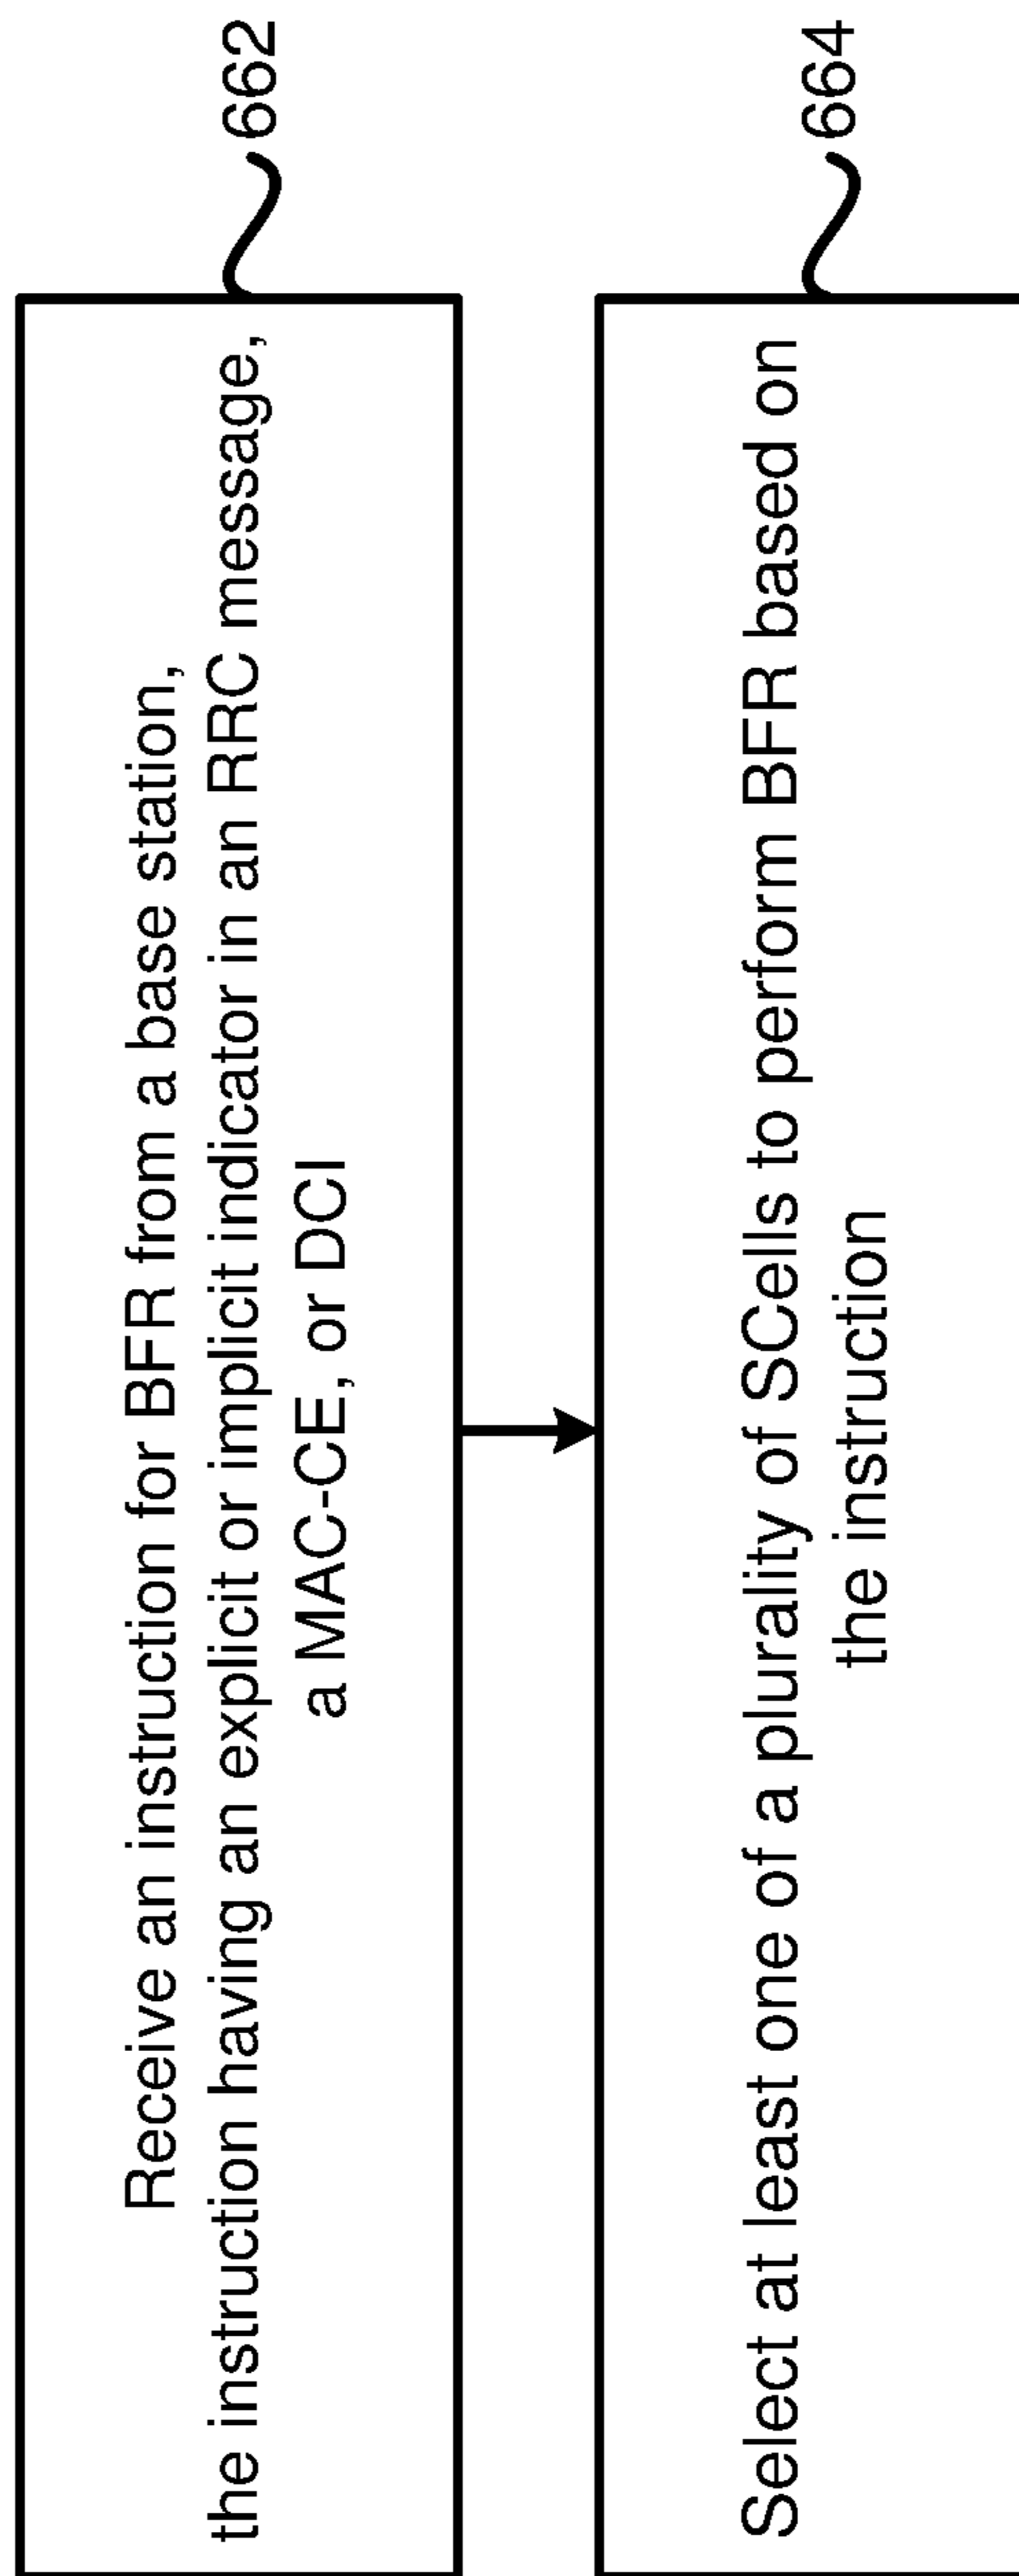 Receive an instruction for BFR from a base station,
the instruction having an explicit or implicit indicator in an RRC message,
a MAC-CE, or DCI
662
Select at least one of a plurality of SCells to perform BFR based on
the instruction
664